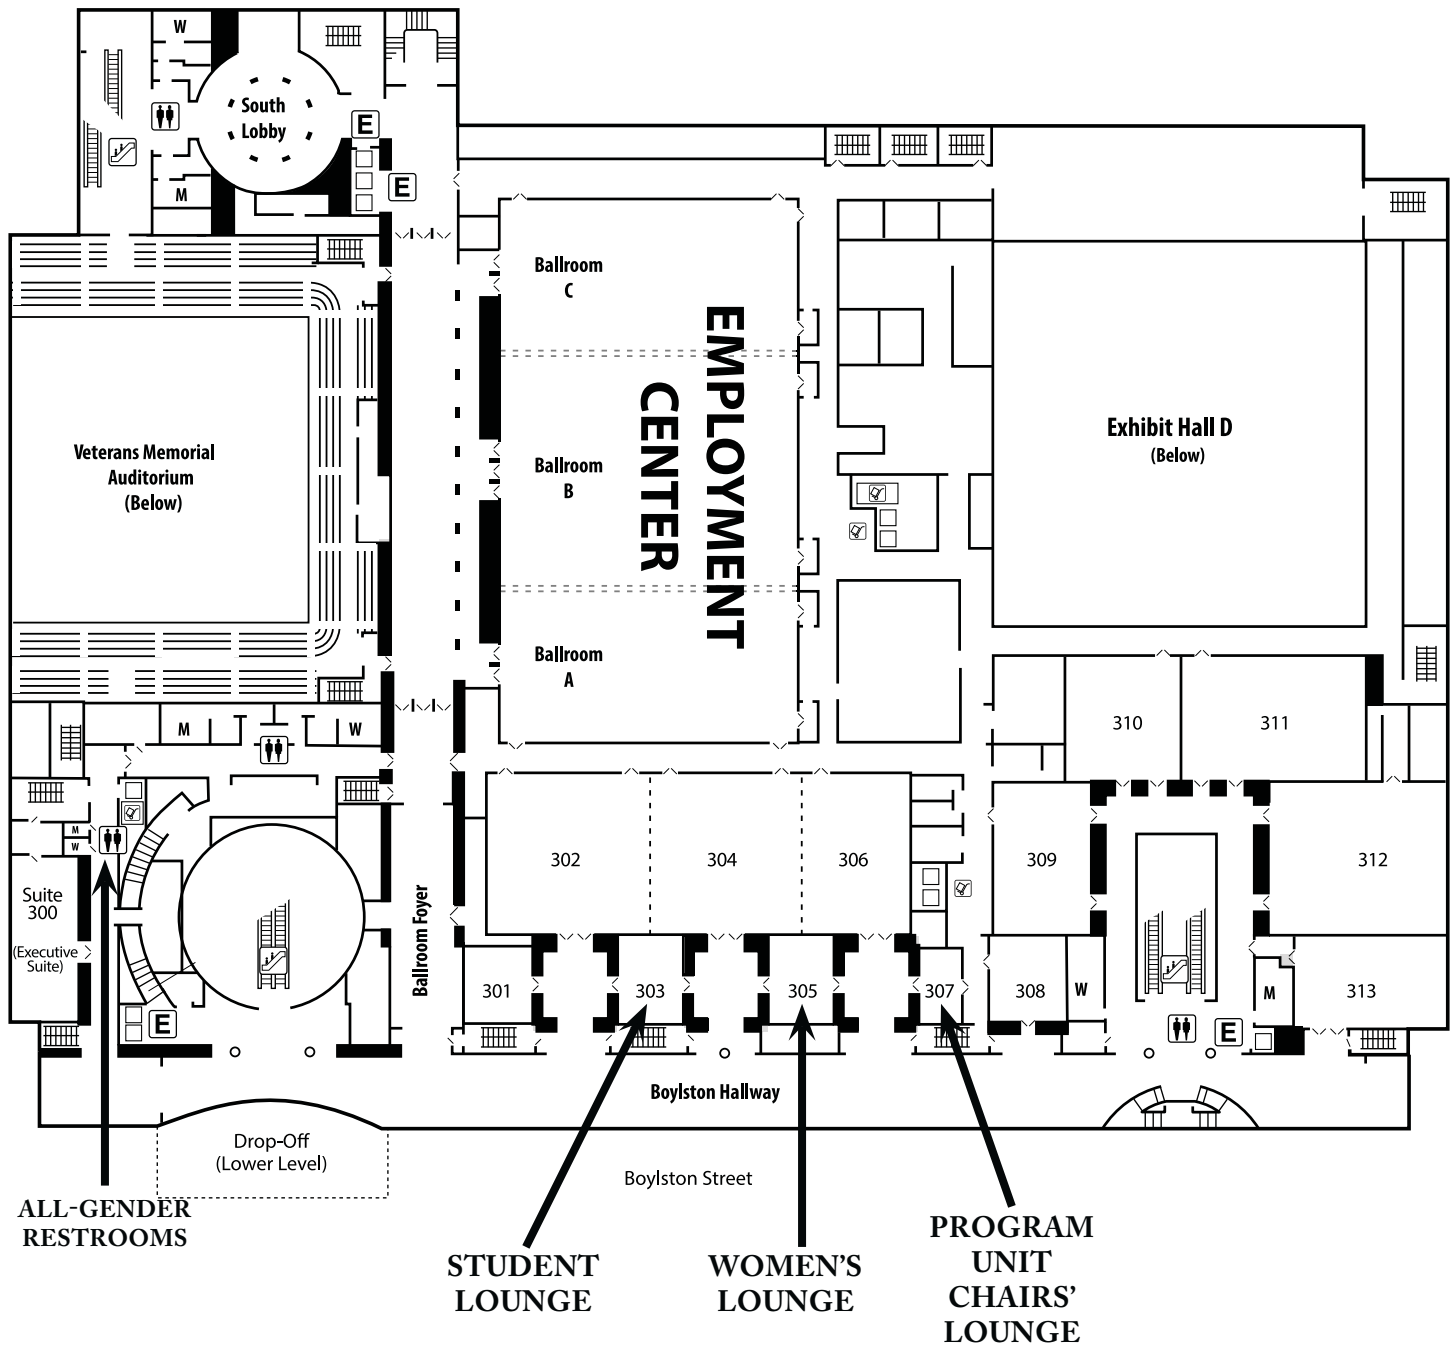 W
South
Lobby
E
E
M
Ballroom
C
EMPLOYMENT
CENTER
Veterans Memorial
Auditorium
(Below)
Ballroom
B
Exhibit Hall D
(Below)
Ballroom
A
M
W
310
311
M
W
302
304
306
309
312
Suite
300
(Executive
Suite)
Ballroom Foyer
301
303
305
307
308
W
M
313
E
E
Boylston Hallway
Drop-Off
(Lower Level)
Boylston Street
ALL-GENDER
RESTROOMS
STUDENT
LOUNGE
WOMEN'S
LOUNGE
PROGRAM
UNIT
CHAIRS'
LOUNGE